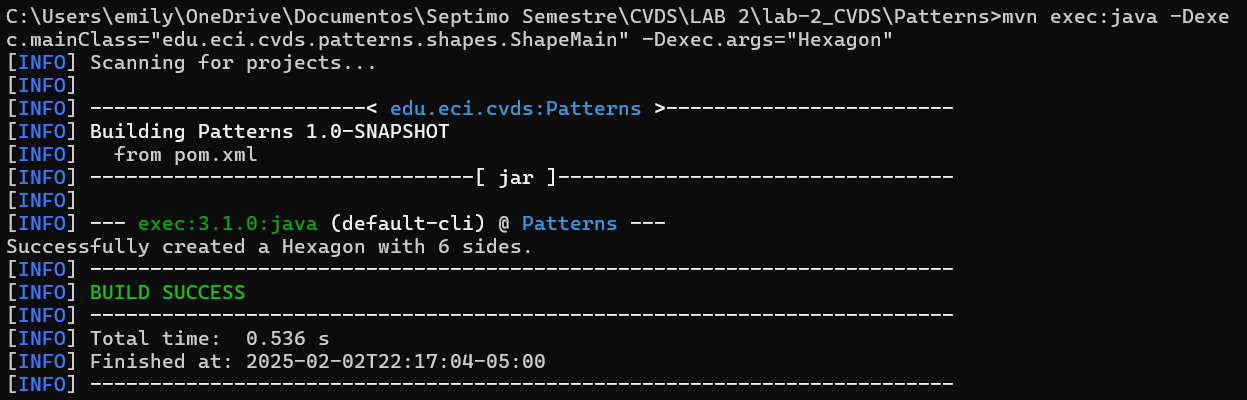 C:\Users\emily\OneDrive\Documentos\Septimo Semestre\CVDS\LAB 2\lab-2_CVDS\Patterns>mvn exec:java -Dexe
c.mainClass="edu.eci.cvds.patterns.shapes.ShapeMain" -Dexec.args="Hexagon"
[INFO] Scanning for projects...
[INFO]
[INFO] -----------------------< edu.eci.cvds:Patterns >------------------------
[INFO] Building Patterns 1.0-SNAPSHOT
[INFO]   from pom.xml
[INFO] --------------------------------[ jar ]---------------------------------
[INFO]
[INFO] --- exec:3.1.0:java (default-cli) @ Patterns ---
Successfully created a Hexagon with 6 sides.
[INFO] ------------------------------------------------------------------------
[INFO] BUILD SUCCESS
[INFO] ------------------------------------------------------------------------
[INFO] Total time:  0.536 s
[INFO] Finished at: 2025-02-02T22:17:04-05:00
[INFO] ------------------------------------------------------------------------